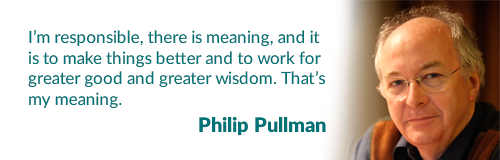 I’m responsible, there is meaning, and it
is to make things better and to work for
greater good and greater wisdom. That’s
my meaning.
Philip Pullman